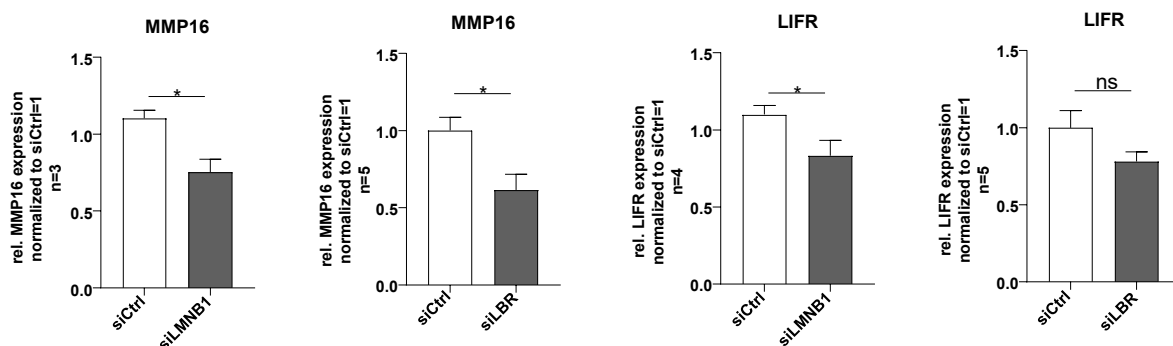 MMP16
rel. MMP16 expression
normalized to siCtrl=1
n=3
1.5
1.0
0.5
0.0
*
siCtrl
siLMNB1
MMP16
rel. MMP16 expression
normalized to siCtrl=1
n=5
1.5
1.0
0.5
0.0
*
siCtrl
siLBR
LIFR
rel. LIFR expression
normalized to siCtrl=1
n=4
1.5
1.0
0.5
0.0
*
siCtrl
siLMNB1
LIFR
rel. LIFR expression
normalized to siCtrl=1
n=5
1.5
1.0
0.5
0.0
ns
siCtrl
siLBR